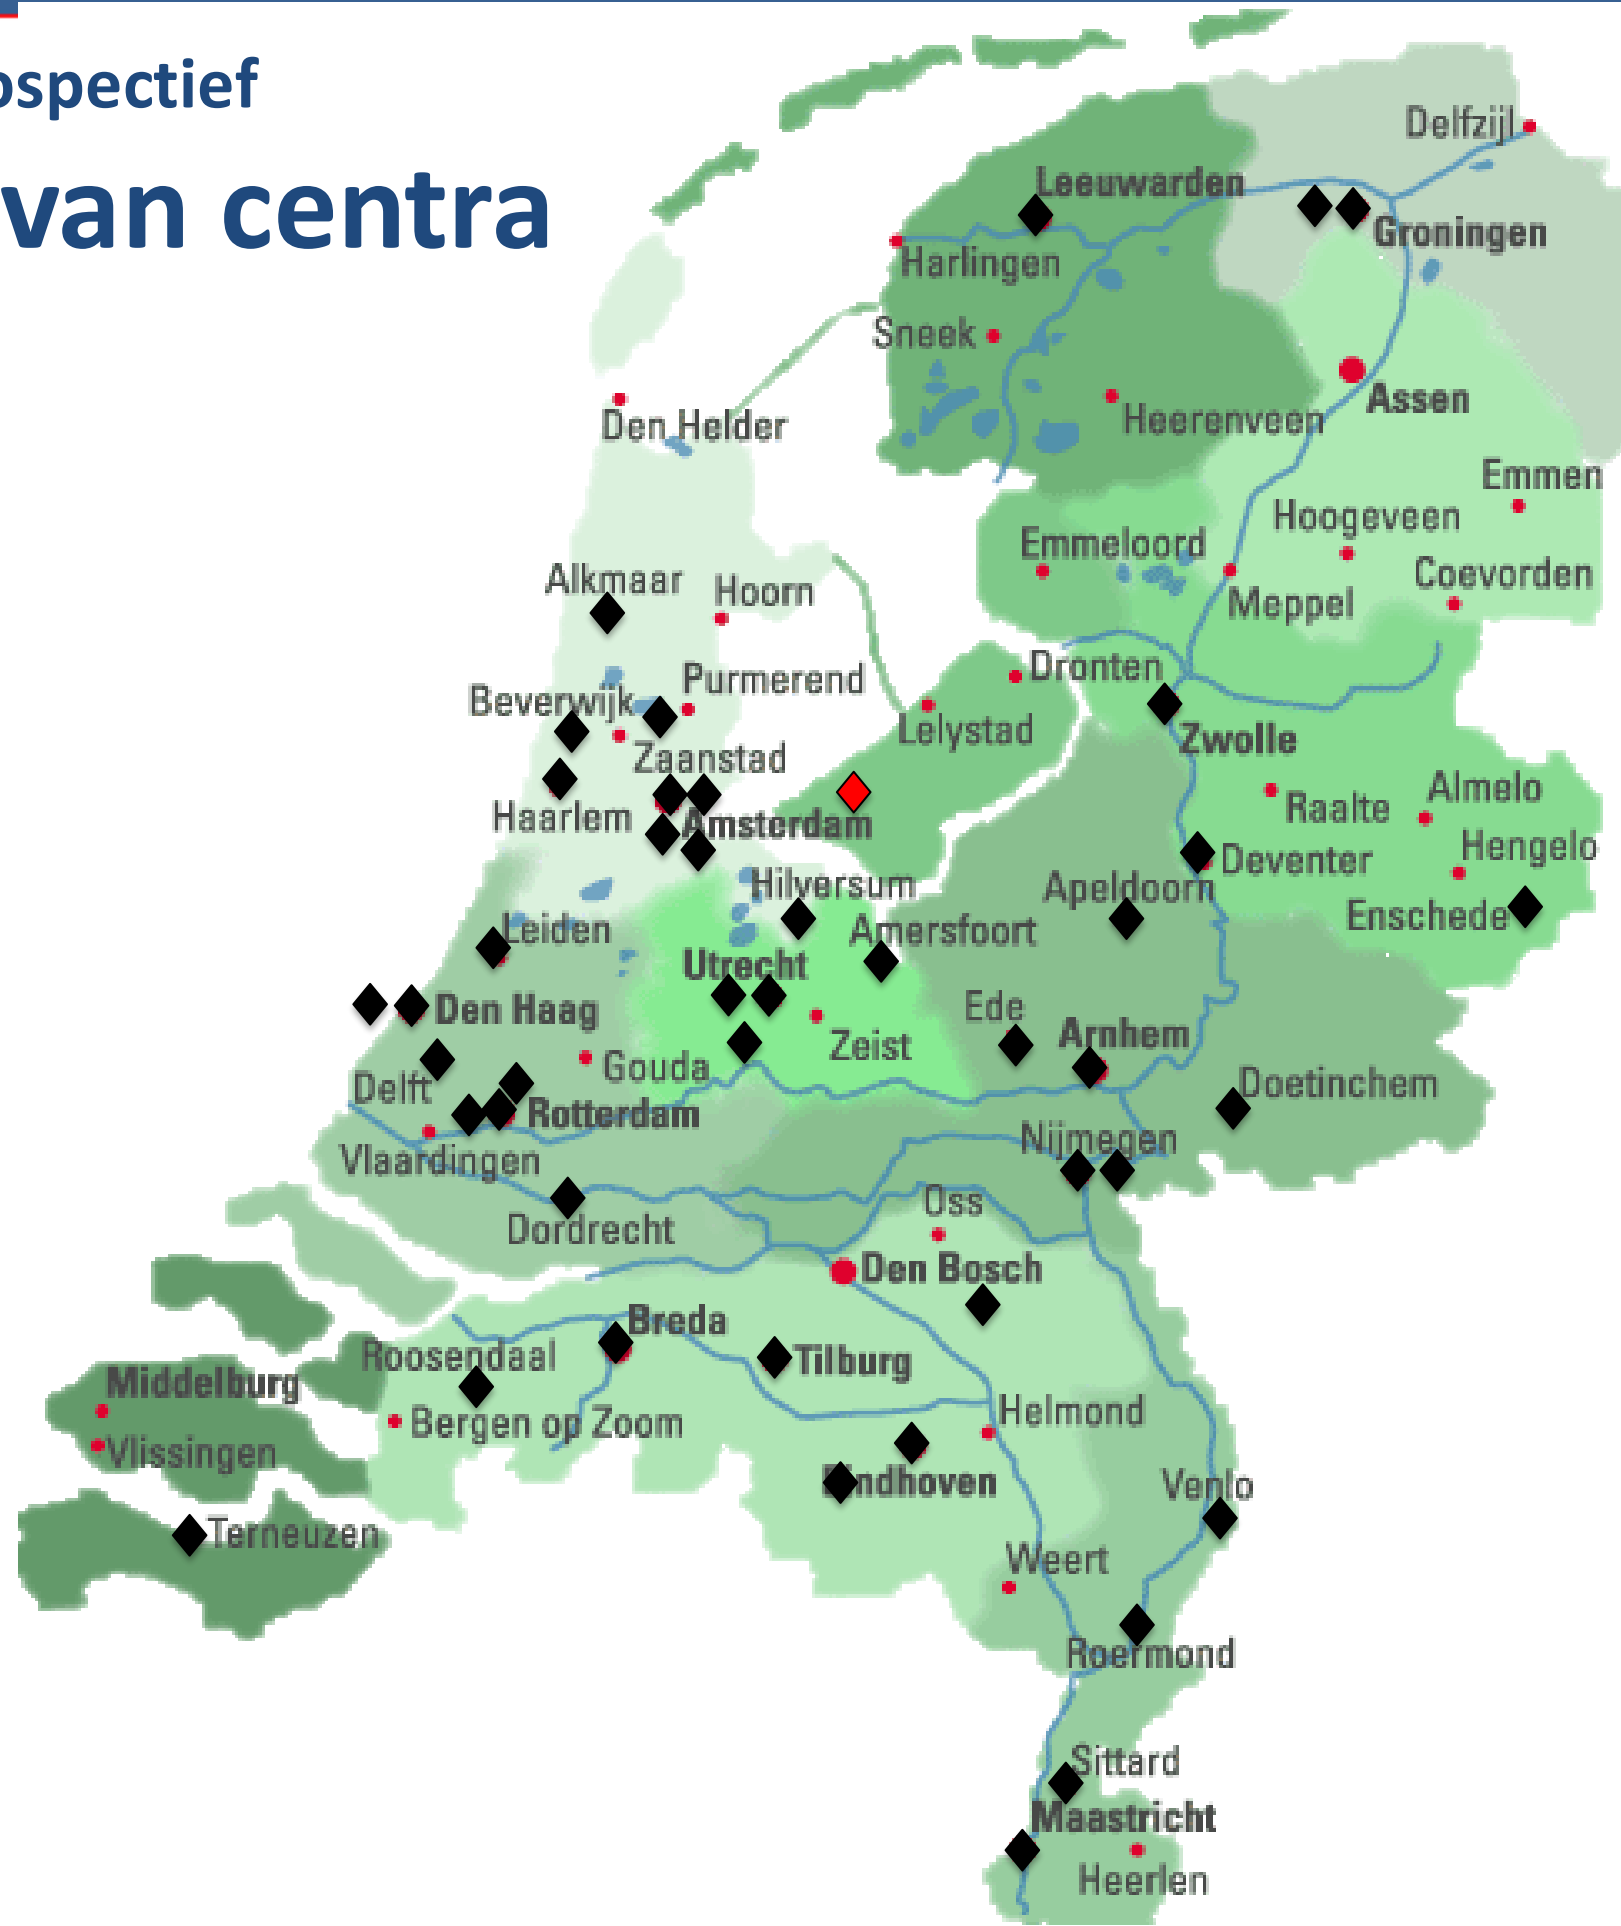 ospectief
van centra
Delfzijl
Leeuwarden
Groningen
Harlingen
Sneek
Assen
Heerenveen
Den Helder
Emmen
Hoogeveen
Emmeloord
Coevorden
Alkmaar
Hoorn
Meppel
Dronten
Purmerend
Beverwijk
Lelystad
Zwolle
Zaanstad
Almelo
Raalte
Haarlem
Amsterdam
Hengelo
Deventer
Hilversum
Apeldoorn
Enschede
Leiden
Amersfoort
Utrecht
Ede
Den Haag
Arnhem
Zeist
Gouda
Delft
Doetinchem
Rotterdam
Nijmegen
Vlaardingen
Oss
Dordrecht
Den Bosch
Breda
Roosendaal
Tilburg
Middelburg
Helmond
Bergen op Zoom
Vlissingen
Eindhoven
Venlo
Terneuzen
Weert
Roermond
Sittard
Maastricht
Heerlen